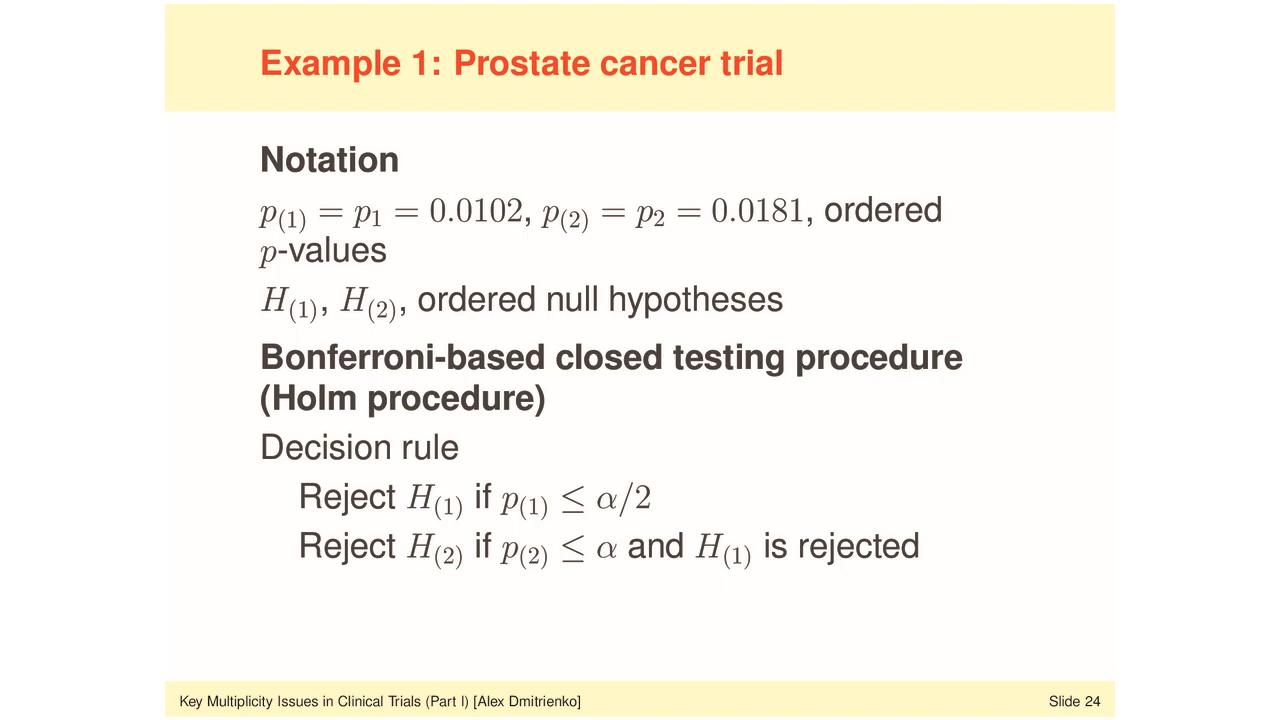 Example 1: Prostate cancer trial
Notation
p(1) = p1 = 0.0102, p(2) = p2 = 0.0181, ordered
p-values
H(1), H(2), ordered null hypotheses
Bonferroni-based closed testing procedure
(Holm procedure)
Decision rule
Reject H(1) if p(1) ≤ α/2
Reject H(2) if p(2) ≤ α and H(1) is rejected
Key Multiplicity Issues in Clinical Trials (Part I) [Alex Dmitrienko]
Slide 24